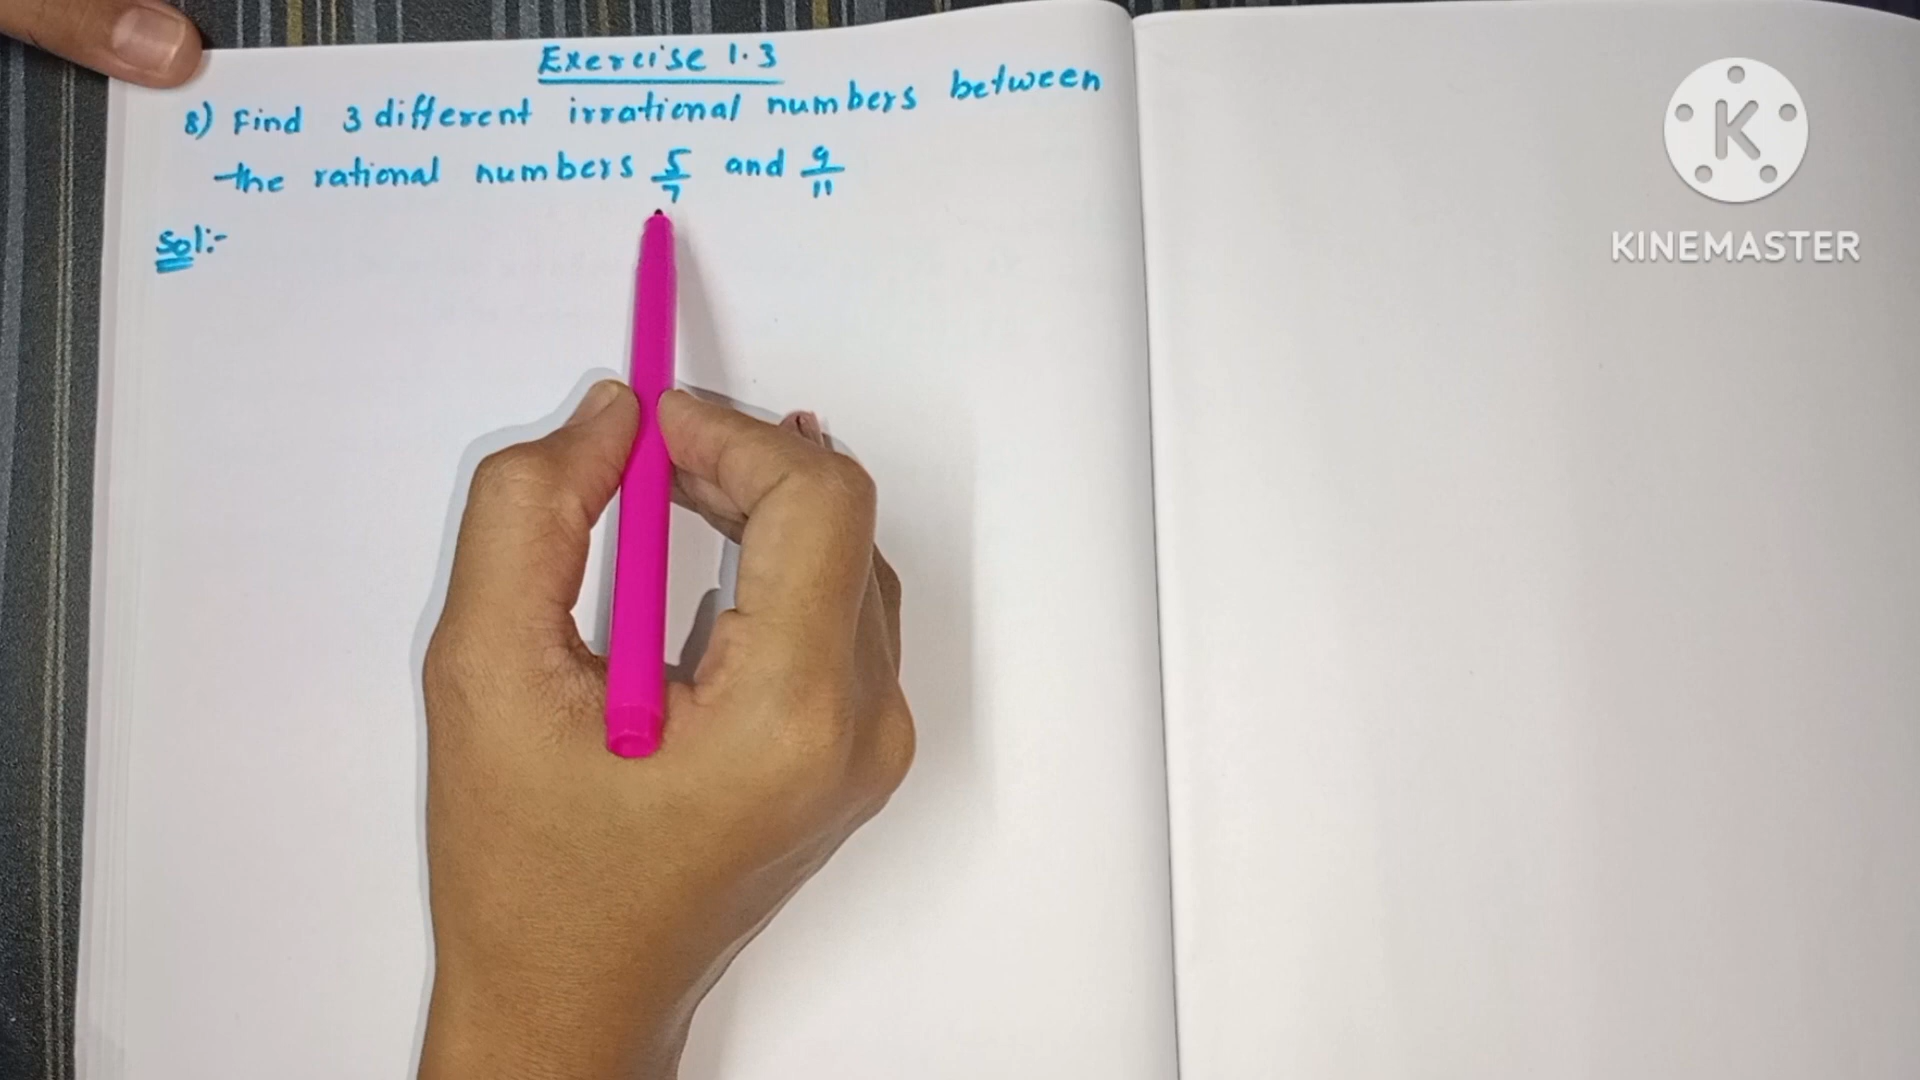 Exercise 1.3
8) Find 3 different irrational numbers between
the rational numbers 5/7 and 9/11
Sol:-
K
KINEMASTER